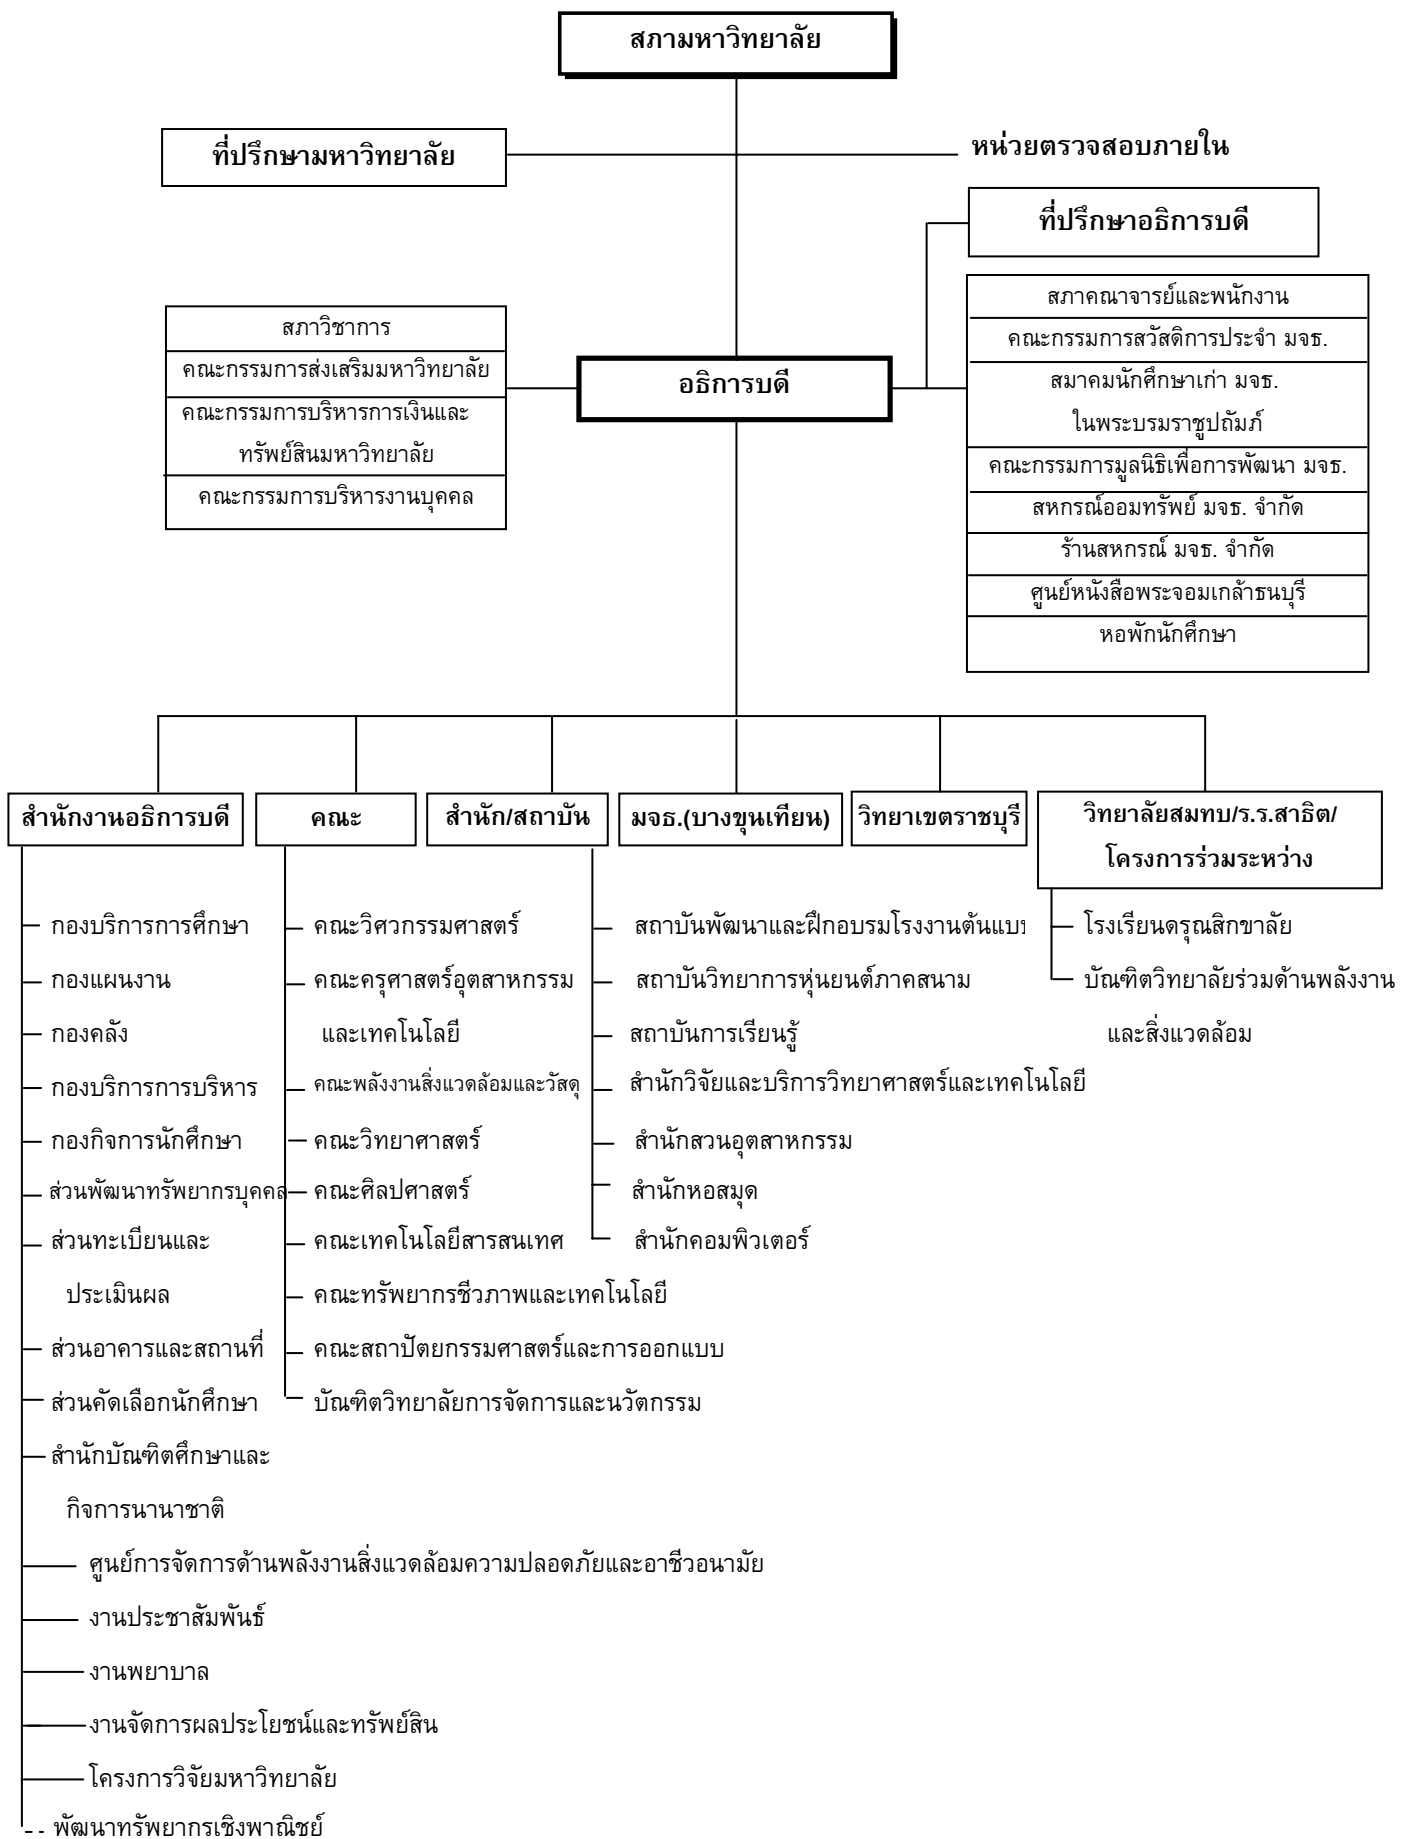 สภามหาวิทยาลัย
ที่ปรึกษามหาวิทยาลัย
หน่วยตรวจสอบภายใน
ที่ปรึกษาอธิการบดี
สภาวิชาการ
คณะกรรมการส่งเสริมมหาวิทยาลัย
คณะกรรมการบริหารการเงินและ
ทรัพย์สินมหาวิทยาลัย
คณะกรรมการบริหารงานบุคคล
อธิการบดี
สภาคณาจารย์และพนักงาน
คณะกรรมการสวัสดิการประจำ มจธ.
สมาคมนักศึกษาเก่า มจธ.
ในพระบรมราชูปถัมภ์
คณะกรรมการมูลนิธิเพื่อการพัฒนา มจธ.
สหกรณ์ออมทรัพย์ มจธ. จำกัด
ร้านสหกรณ์ มจธ. จำกัด
ศูนย์หนังสือพระจอมเกล้าธนบุรี
หอพักนักศึกษา
สำนักงานอธิการบดี
กองบริการการศึกษา
กองแผนงาน
กองคลัง
กองบริการการบริหาร
กองกิจการนักศึกษา
ส่วนพัฒนาทรัพยากรบุคคล
ส่วนทะเบียนและ
ประเมินผล
ส่วนอาคารและสถานที่
ส่วนคัดเลือกนักศึกษา
สำนักบัณฑิตศึกษาและ
กิจการนานาชาติ
ศูนย์การจัดการด้านพลังงานสิ่งแวดล้อมความปลอดภัยและอาชีวอนามัย
งานประชาสัมพันธ์
งานพยาบาล
งานจัดการผลประโยชน์และทรัพย์สิน
โครงการวิจัยมหาวิทยาลัย
พัฒนาทรัพยากรเชิงพาณิชย์
คณะ
คณะวิศวกรรมศาสตร์
คณะครุศาสตร์อุตสาหกรรม
และเทคโนโลยี
คณะพลังงานสิ่งแวดล้อมและวัสดุ
คณะวิทยาศาสตร์
คณะศิลปศาสตร์
คณะเทคโนโลยีสารสนเทศ
คณะทรัพยากรชีวภาพและเทคโนโลยี
คณะสถาปัตยกรรมศาสตร์และการออกแบบ
บัณฑิตวิทยาลัยการจัดการและนวัตกรรม
สำนัก/สถาบัน
สถาบันพัฒนาและฝึกอบรมโรงงานต้นแบบ
สถาบันวิทยาการหุ่นยนต์ภาคสนาม
สถาบันการเรียนรู้
สำนักวิจัยและบริการวิทยาศาสตร์และเทคโนโลยี
สำนักสวนอุตสาหกรรม
สำนักหอสมุด
สำนักคอมพิวเตอร์
มจธ.(บางขุนเทียน)
วิทยาเขตราชบุรี
วิทยาลัยสมทบ/ร.ร.สาธิต/
โครงการร่วมระหว่าง
โรงเรียนดรุณสิกขาลัย
บัณฑิตวิทยาลัยร่วมด้านพลังงาน
และสิ่งแวดล้อม